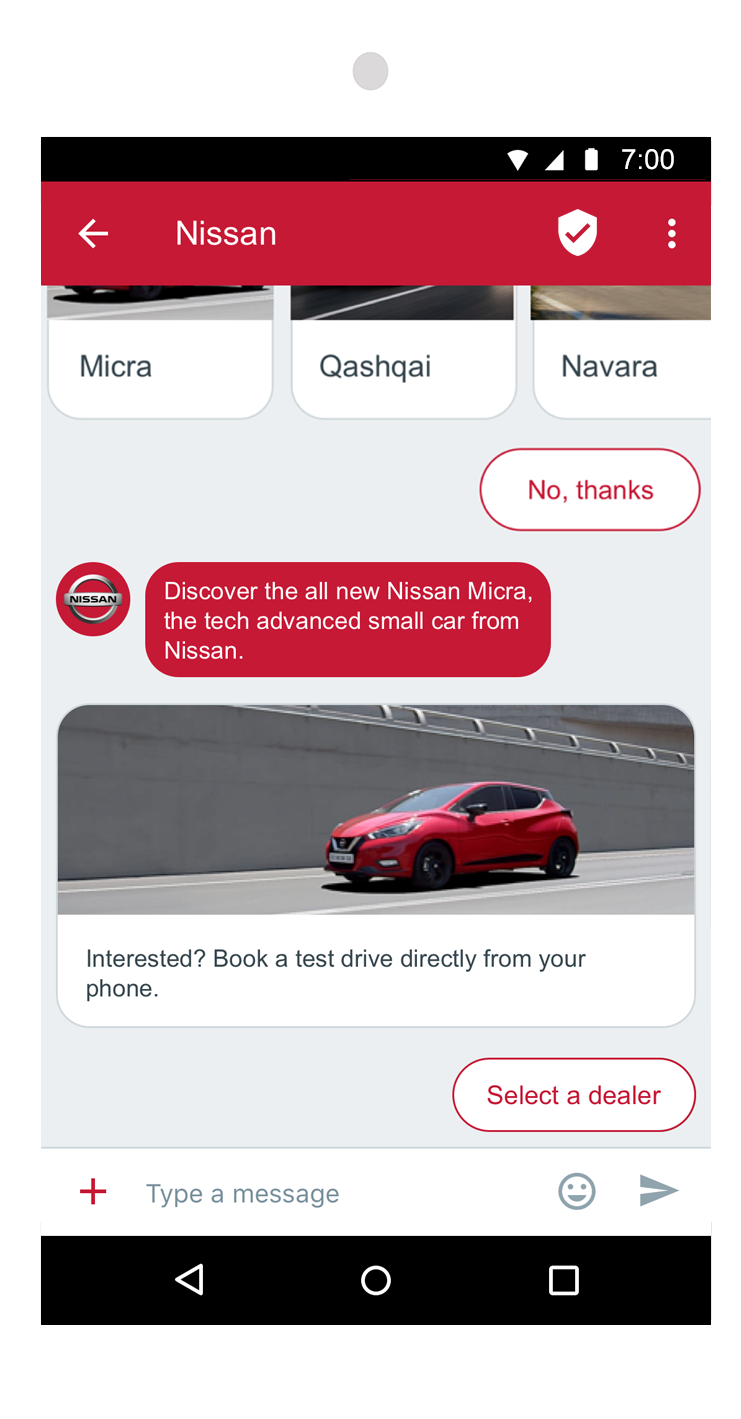 7:00
Nissan
Micra
Qashqai
Navara
No, thanks
NISSAN
Discover the all new Nissan Micra,
the tech advanced small car from
Nissan.
Interested? Book a test drive directly from your
phone.
Select a dealer
Type a message